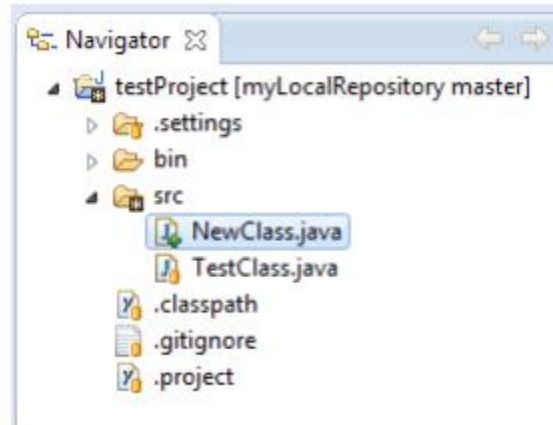 Navigator
testProject [myLocalRepository master]
.settings
bin
src
NewClass.java
TestClass.java
.classpath
.gitignore
.project